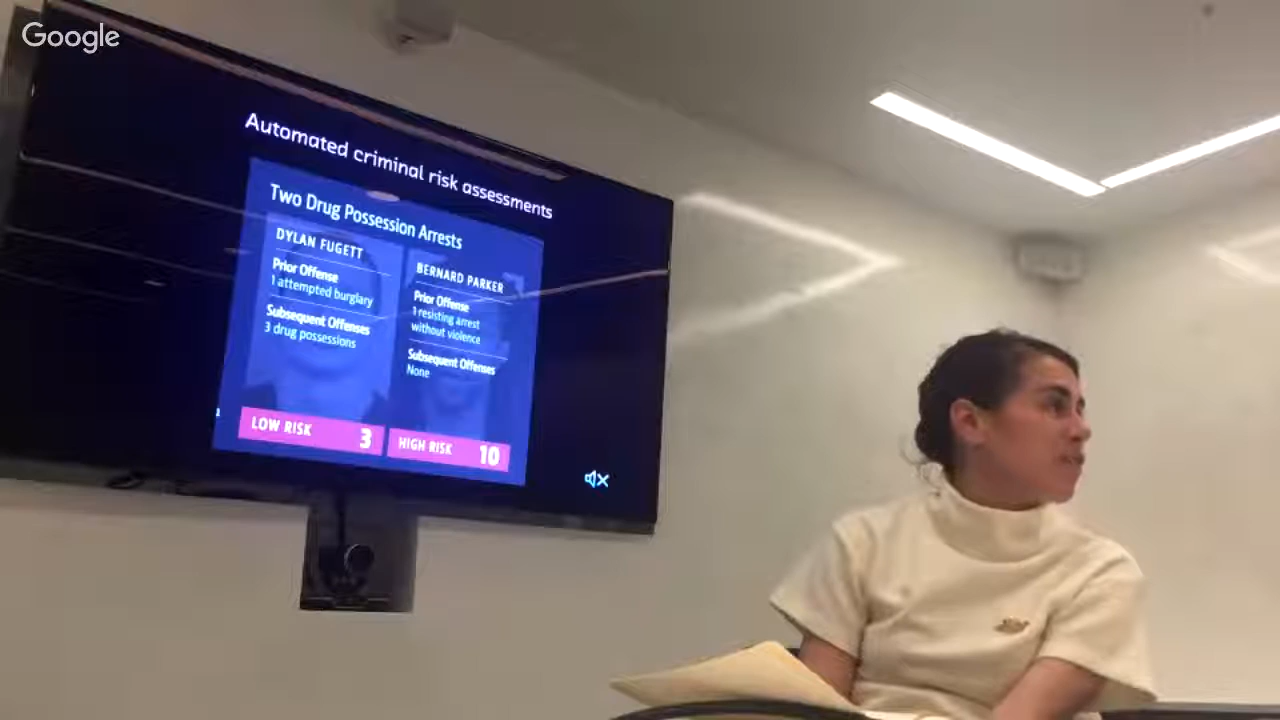 Google
Automated criminal risk assessments
Two Drug Possession Arrests
DYLAN FUGETT
Prior Offense
1 attempted burglary
Subsequent Offenses
3 drug possessions
LOW RISK 3
BERNARD PARKER
Prior Offense
1 resisting arrest
without violence
Subsequent Offenses
None
HIGH RISK 10